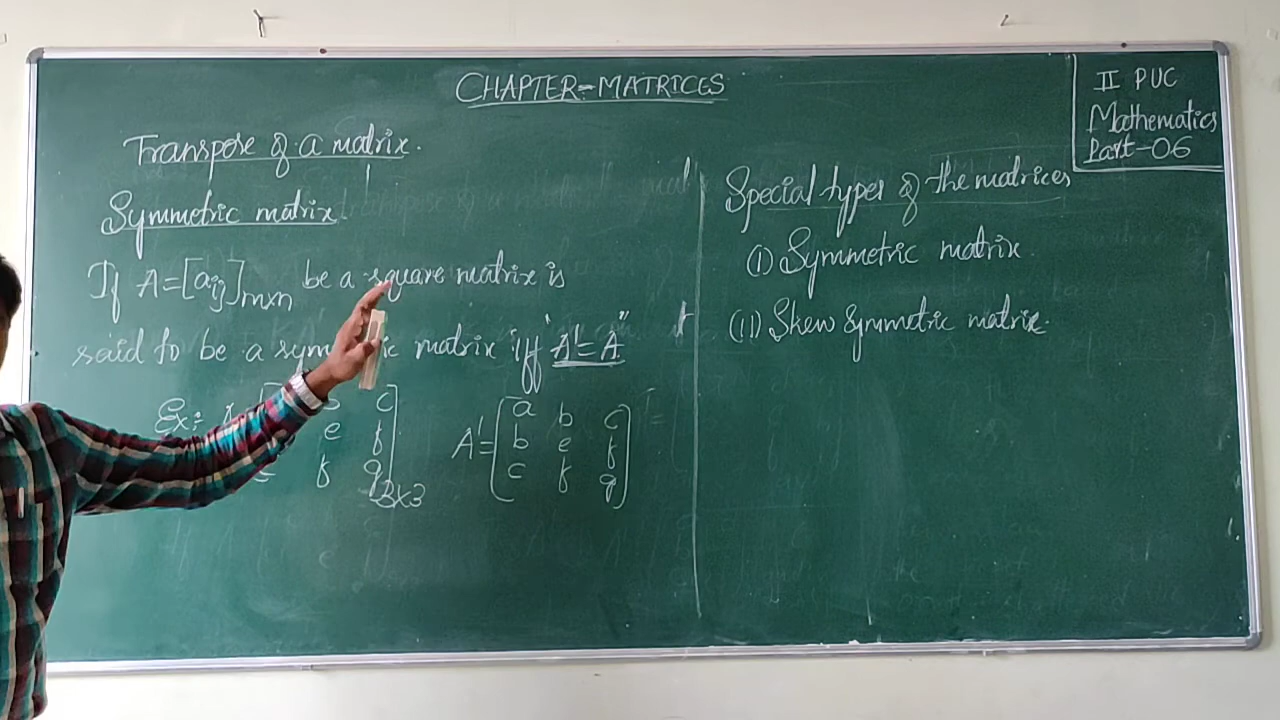 CHAPTER-MATRICES
II PUC
Mathematics
Part-06
Transpose of a matrix.
Symmetric matrix
If A=[aij]mxn be a square matrix is
said to be a symmetric matrix iff "A'=A"
Ex:- A
c
e f
f g 3x3
A'= a b c
b e f
c f g
Special types of the matrices
(i) Symmetric matrix
(ii) Skew symmetric matrix.